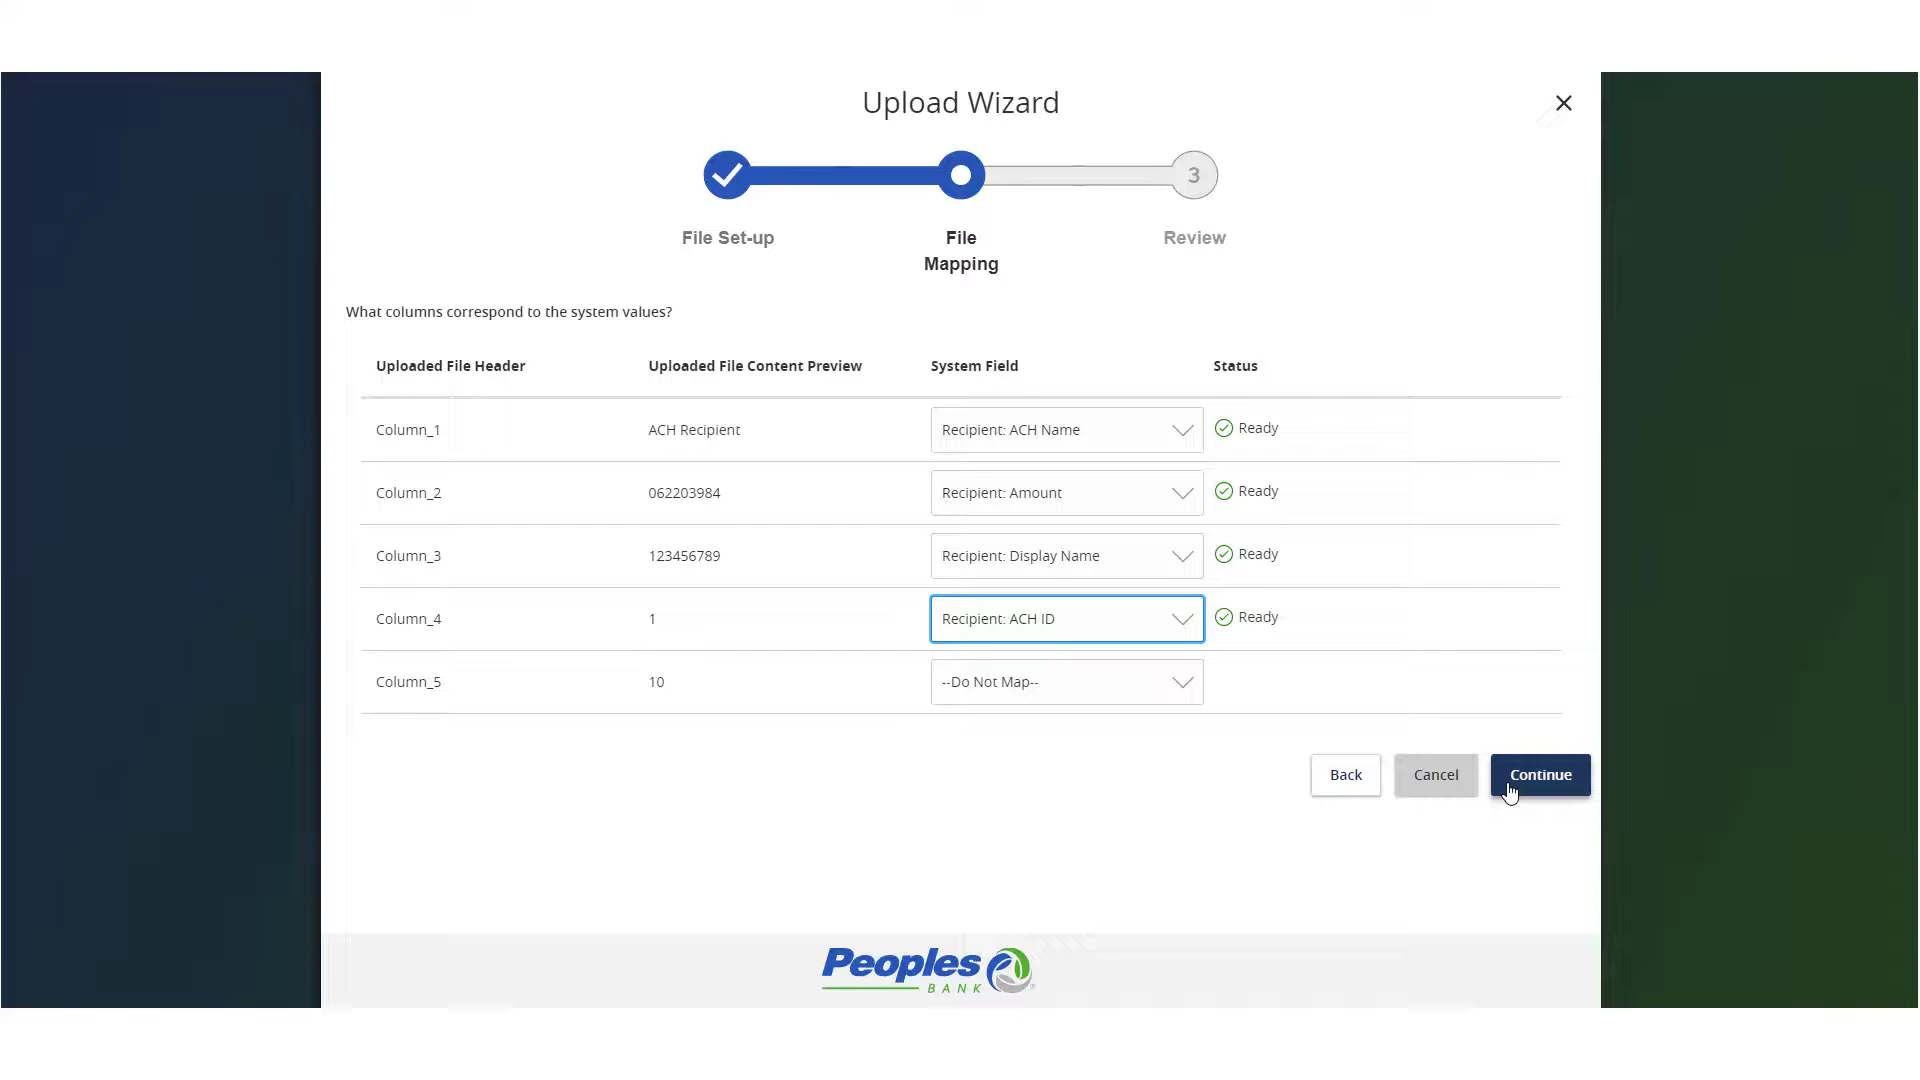 Upload Wizard
3
File Set-up
File
Mapping
Review
What columns correspond to the system values?
Uploaded File Header Uploaded File Content Preview System Field Status
Column_1 ACH Recipient Recipient: ACH Name Ready
Column_2 062203984 Recipient: Amount Ready
Column_3 123456789 Recipient: Display Name Ready
Column_4 1 Recipient: ACH ID Ready
Column_5 10 --Do Not Map--
Back Cancel Continue
Peoples
BANK